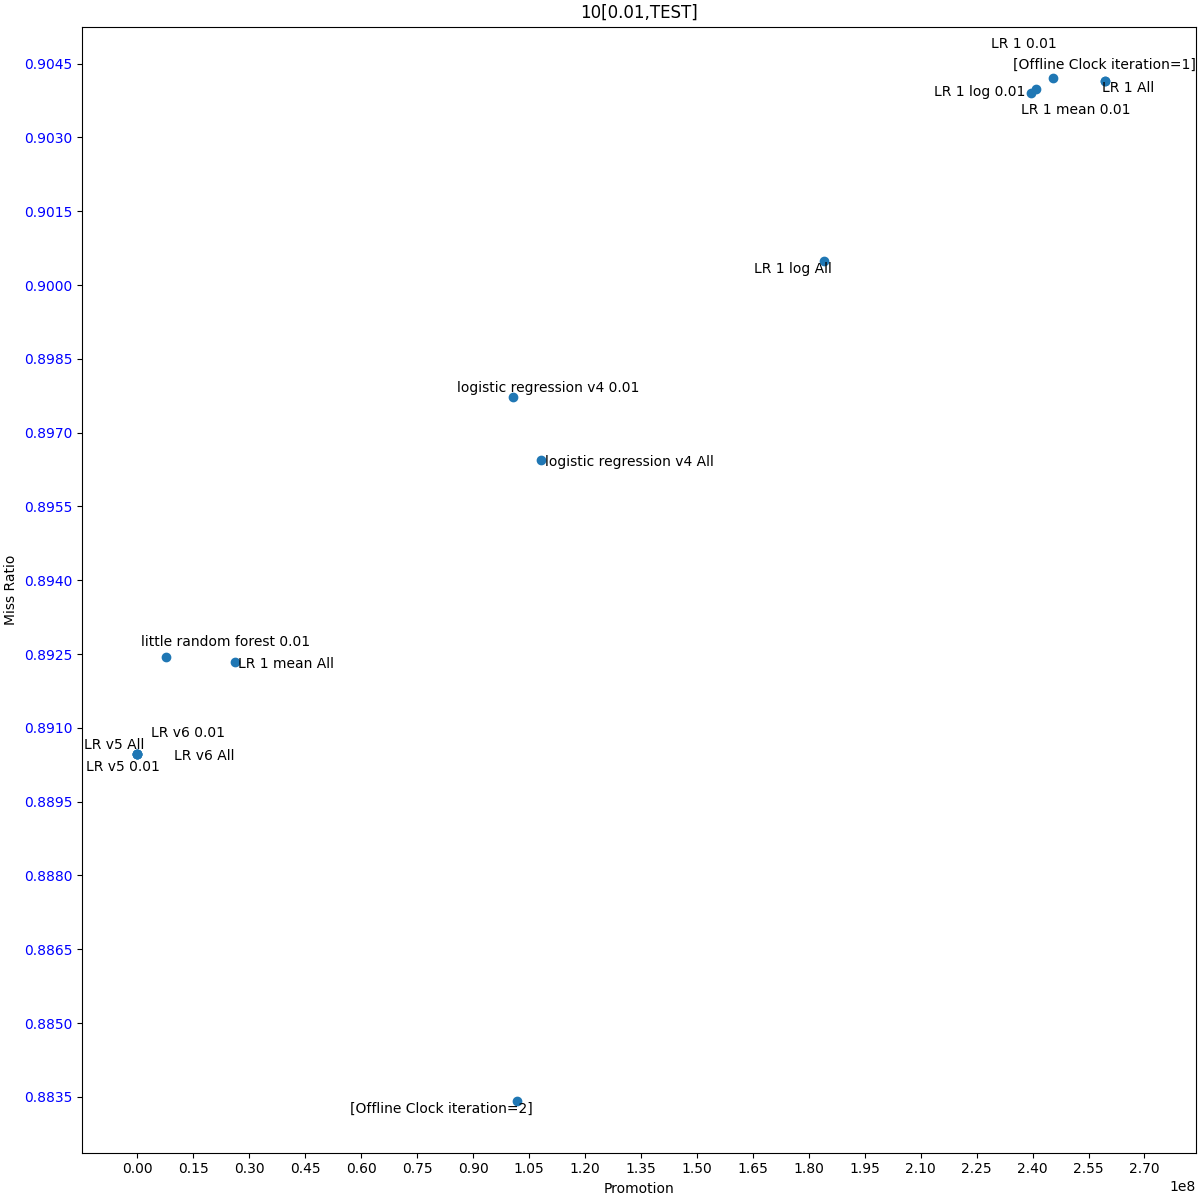 10[0.01,TEST]
LR 1 0.01
0.9045
[Offline Clock iteration=1]
LR 1 log 0.01
LR 1 All
LR 1 mean 0.01
0.9030
0.9015
LR 1 log All
0.9000
0.8985
logistic regression v4 0.01
0.8970
logistic regression v4 All
0.8955
0.8940
Miss Ratio
little random forest 0.01
0.8925
LR 1 mean All
0.8910
LR v6 0.01
LR v5 All
LR v6 All
LR v5 0.01
0.8895
0.8880
0.8865
0.8850
0.8835
[Offline Clock iteration=2]
0.00 0.15 0.30 0.45 0.60 0.75 0.90 1.05 1.20 1.35 1.50 1.65 1.80 1.95 2.10 2.25 2.40 2.55 2.70
1e8
Promotion